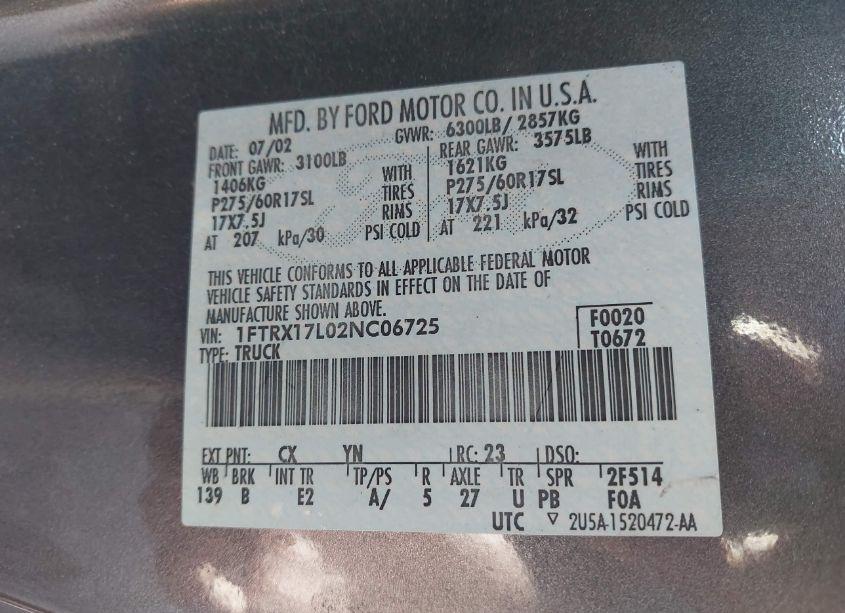 MFD. BY FORD MOTOR CO. IN U.S.A.
DATE: 07/02 GVWR: 6300LB/ 2857KG
FRONT GAWR: 3100LB REAR GAWR: 3575LB
1406KG WITH 1621KG WITH
P275/60R17SL TIRES P275/60R17SL TIRES
17X7.5J RIMS 17X7.5J RIMS
AT 207 kPa/30 PSI COLD AT 221 kPa/32 PSI COLD
THIS VEHICLE CONFORMS TO ALL APPLICABLE FEDERAL MOTOR
VEHICLE SAFETY STANDARDS IN EFFECT ON THE DATE OF
MANUFACTURE SHOWN ABOVE.
VIN: 1FTRX17L02NC06725 F0020
TYPE: TRUCK T0672
EXT PNT: CX YN RC: 23 DSO:
WB BRK INT TR TP/PS R AXLE TR SPR 2F514
139 B E2 A/ 5 27 U PB FOA
UTC ▽ 2U5A-1520472-AA